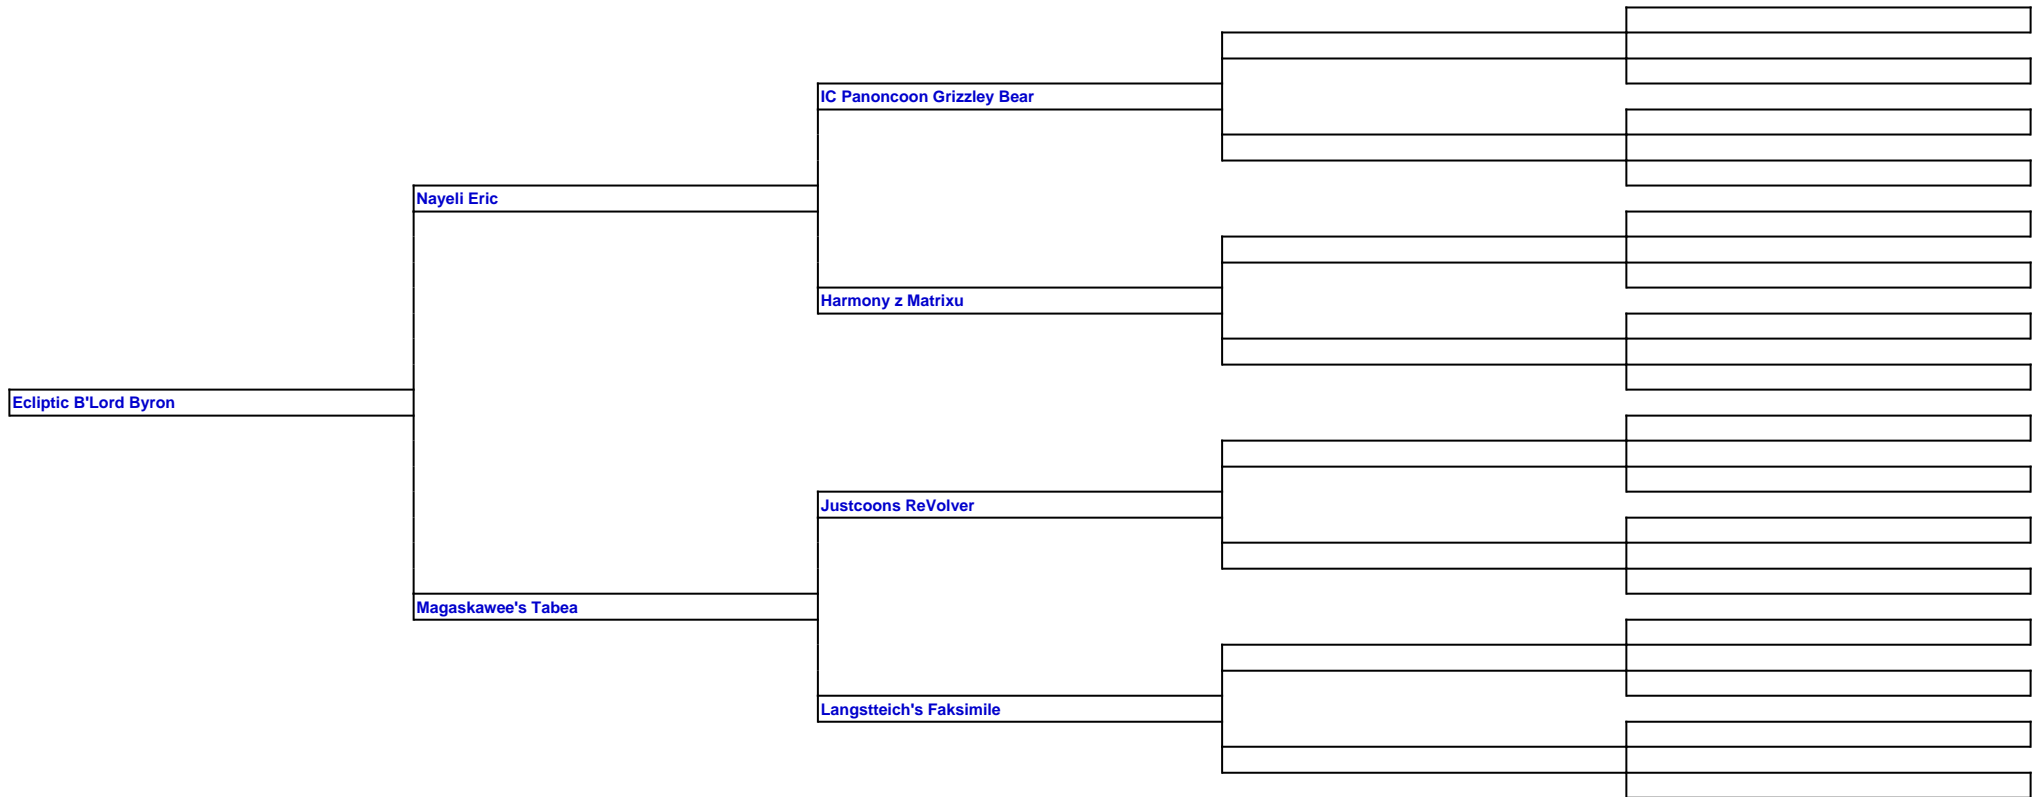 IC Panoncoon Grizzley Bear
Nayeli Eric
Harmony z Matrixu
Ecliptic B'Lord Byron
Justcoons ReVolver
Magaskawee's Tabea
Langstteich's Faksimile